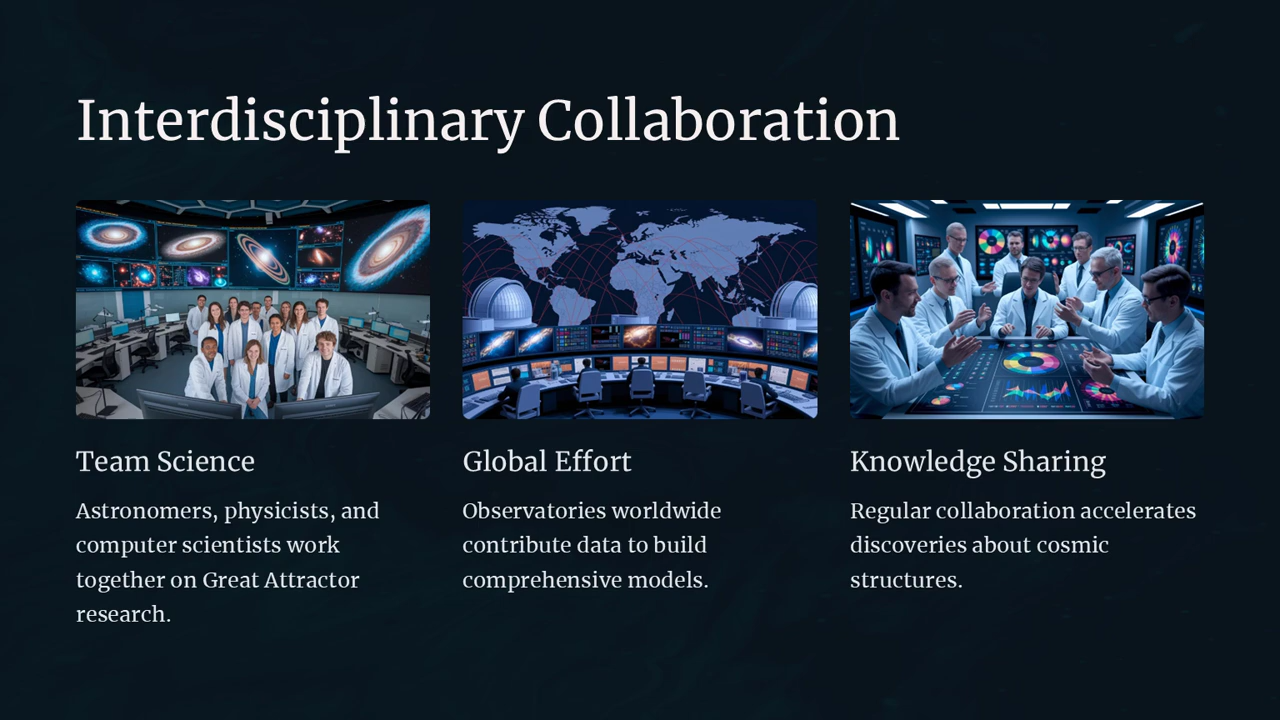 Interdisciplinary Collaboration
Team Science
Astronomers, physicists, and
computer scientists work
together on Great Attractor
research.
Global Effort
Observatories worldwide
contribute data to build
comprehensive models.
Knowledge Sharing
Regular collaboration accelerates
discoveries about cosmic
structures.